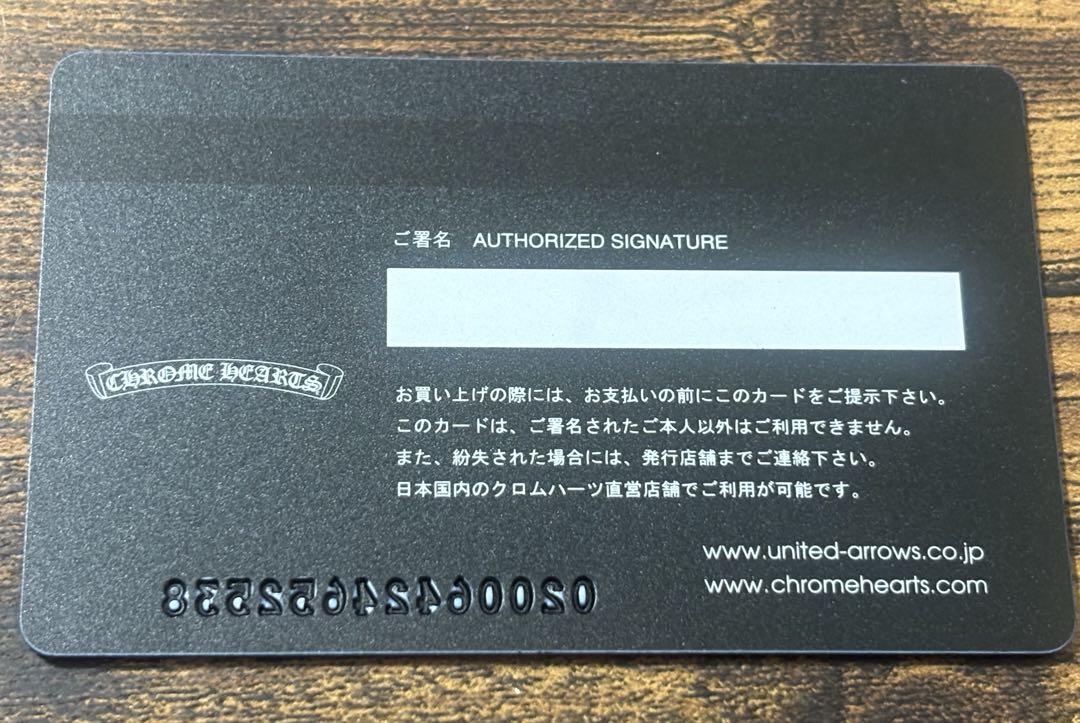 ご署名 AUTHORIZED SIGNATURE
CHROME HEARTS
お買い上げの際には、お支払いの前にこのカードをご提示下さい。
このカードは、ご署名されたご本人以外はご利用できません。
また、紛失された場合には、発行店舗までご連絡下さい。
日本国内のクロムハーツ直営店舗でご利用が可能です。
www.united-arrows.co.jp
www.chromehearts.com
02006424652538